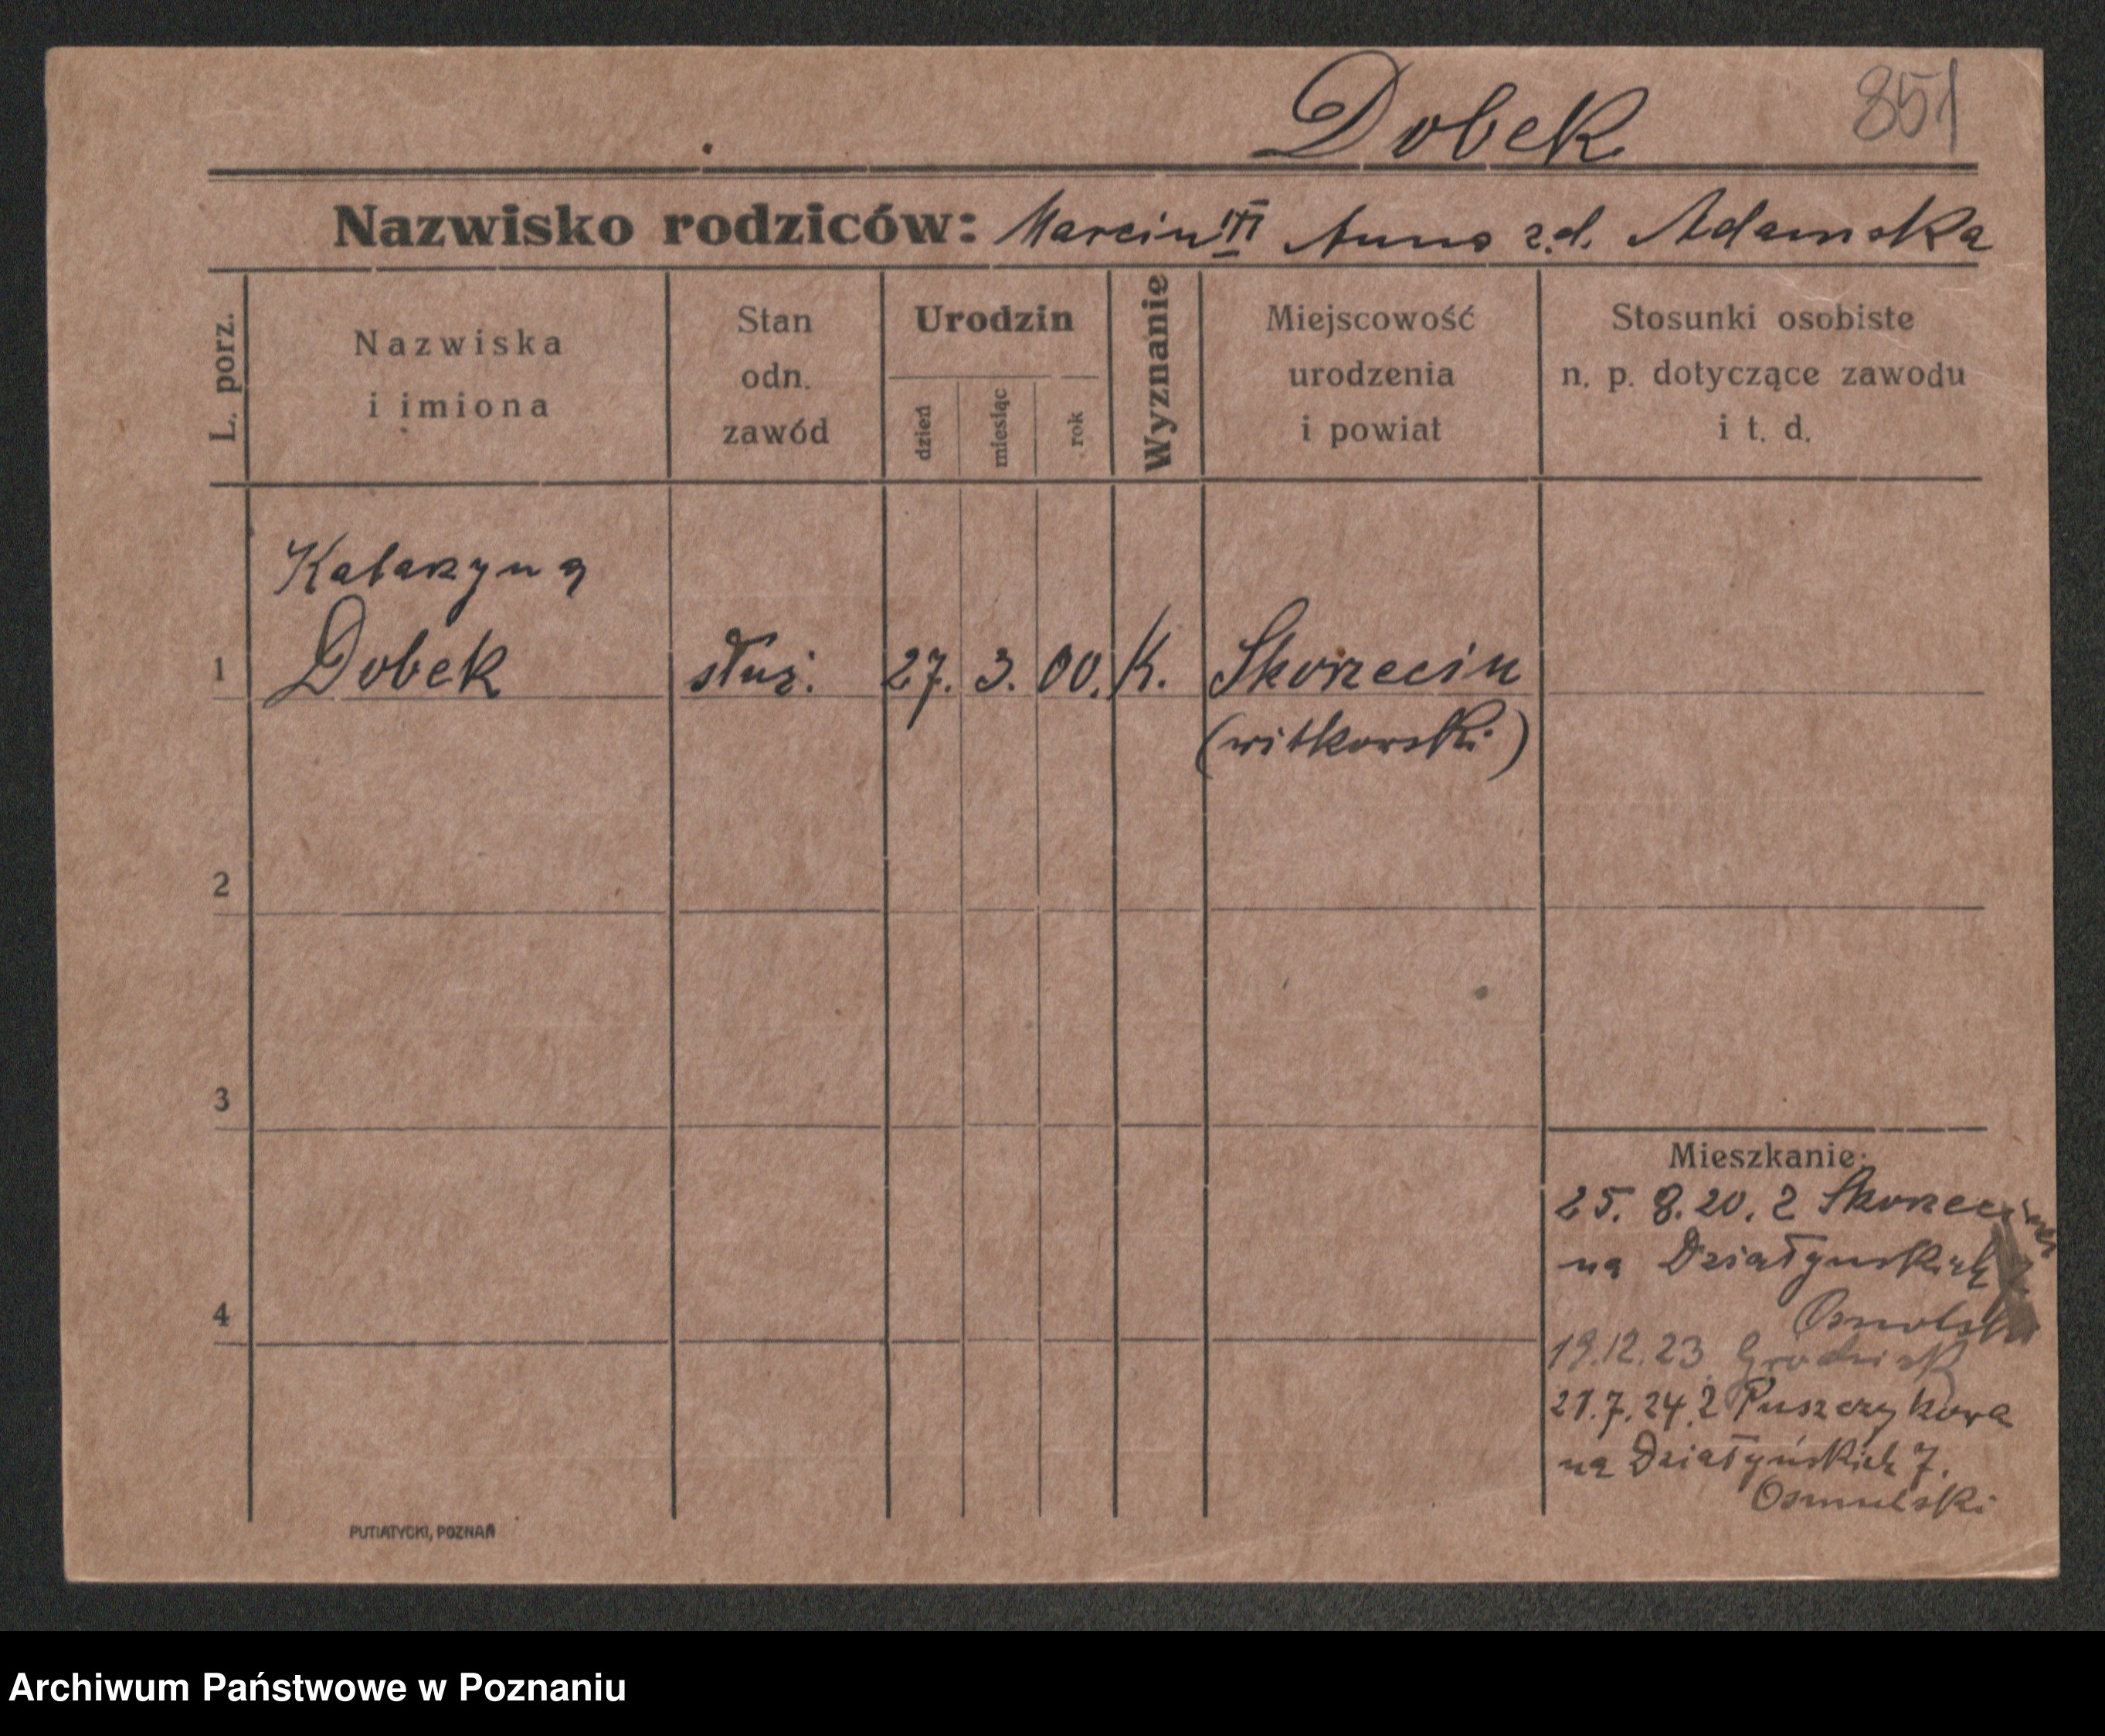 Dobek
851
Nazwisko rodziców: Marcin Anna z.d. Adamska
L. porz.
Nazwiska
i imiona
Stan
odn.
zawód
Urodzin
dzień
miesiąc
rok
Wyznanie
Miejscowość
urodzenia
i powiat
Stosunki osobiste
n. p. dotyczące zawodu
i t. d.
Katarzyna
1 Dobek służ. 27. 3. 00. K. Skorzecin
(witkowski)
2
3
4
Mieszkanie:
25. 8. 20. z
na Działyńskich
19.12.23 Grodzisk
21.7.24. z Puszczykowa
na Działyńskich 7.
Osmulski
PUTIATYCKI, POZNAŃ
Archiwum Państwowe w Poznaniu